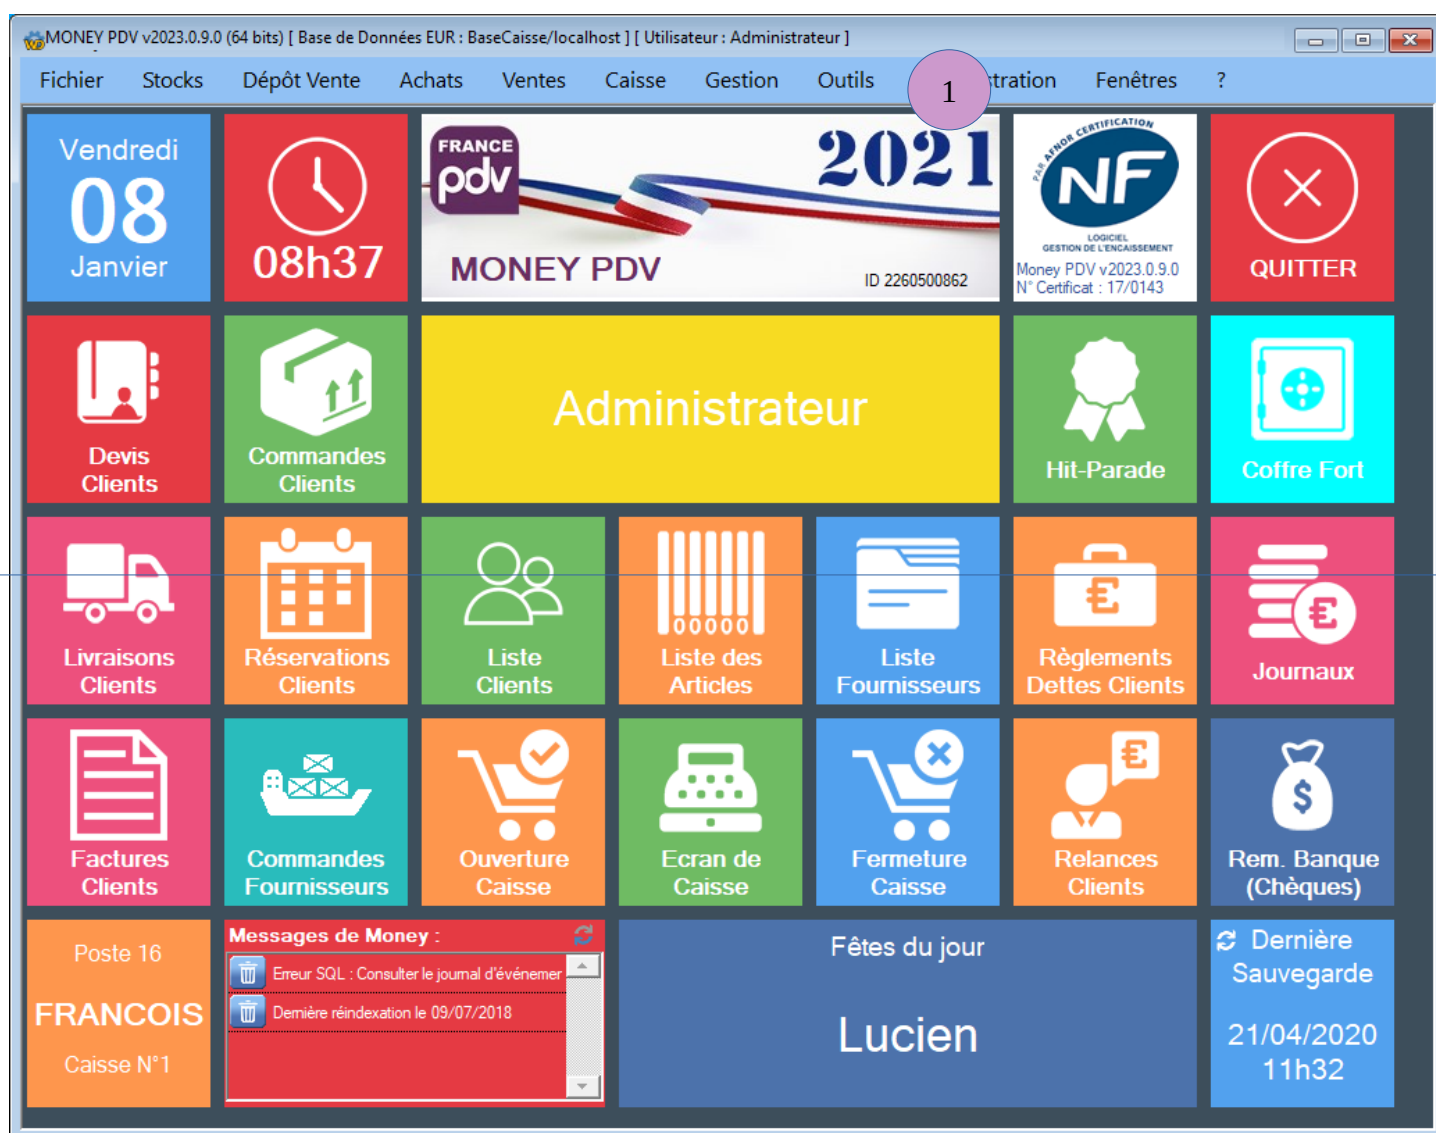 MONEY PDV v2023.0.9.0 (64 bits) [ Base de Données EUR : BaseCaisse/localhost ] [ Utilisateur : Administrateur ]
Fichier Stocks Dépôt Vente Achats Ventes Caisse Gestion Outils 1 stration Fenêtres ?
Vendredi
08
Janvier
08h37
FRANCE
pdv
2021
MONEY PDV
ID 2260500862
PAR AFNOR CERTIFICATION
NF
LOGICIEL
GESTION DE L'ENCAISSEMENT
Money PDV v2023.0.9.0
N° Certificat : 17/0143
QUITTER
Devis
Clients
Commandes
Clients
Administrateur
Hit-Parade
Coffre Fort
Livraisons
Clients
Réservations
Clients
Liste
Clients
00000
Liste des
Articles
Liste
Fournisseurs
€
Règlements
Dettes Clients
€
Journaux
Factures
Clients
Commandes
Fournisseurs
Ouverture
Caisse
Ecran de
Caisse
Fermeture
Caisse
€
Relances
Clients
$
Rem. Banque
(Chèques)
Poste 16
FRANCOIS
Caisse N°1
Messages de Money :
Erreur SQL : Consulter le journal d'événemer
Dernière réindexation le 09/07/2018
Fêtes du jour
Lucien
Dernière
Sauvegarde
21/04/2020
11h32